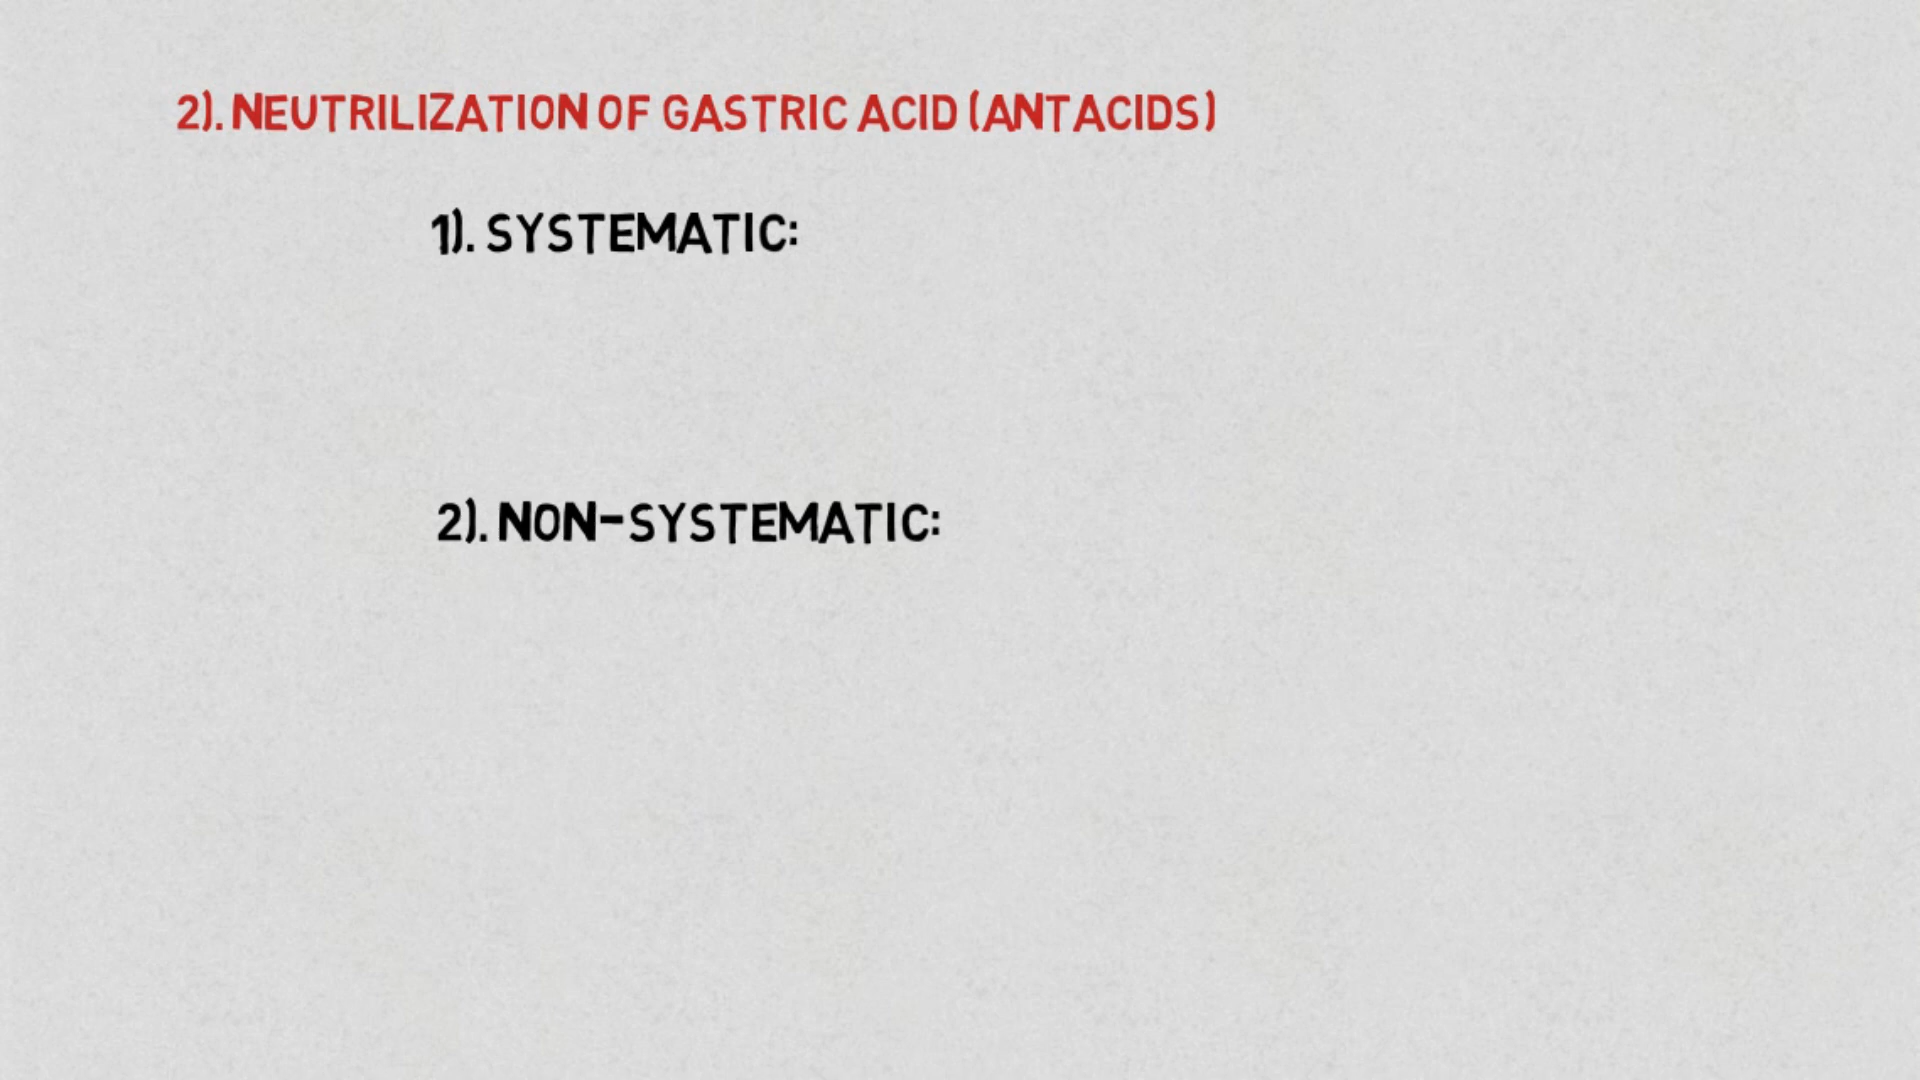 2). NEUTRILIZATION OF GASTRIC ACID (ANTACIDS)
1). SYSTEMATIC:
2). NON-SYSTEMATIC: